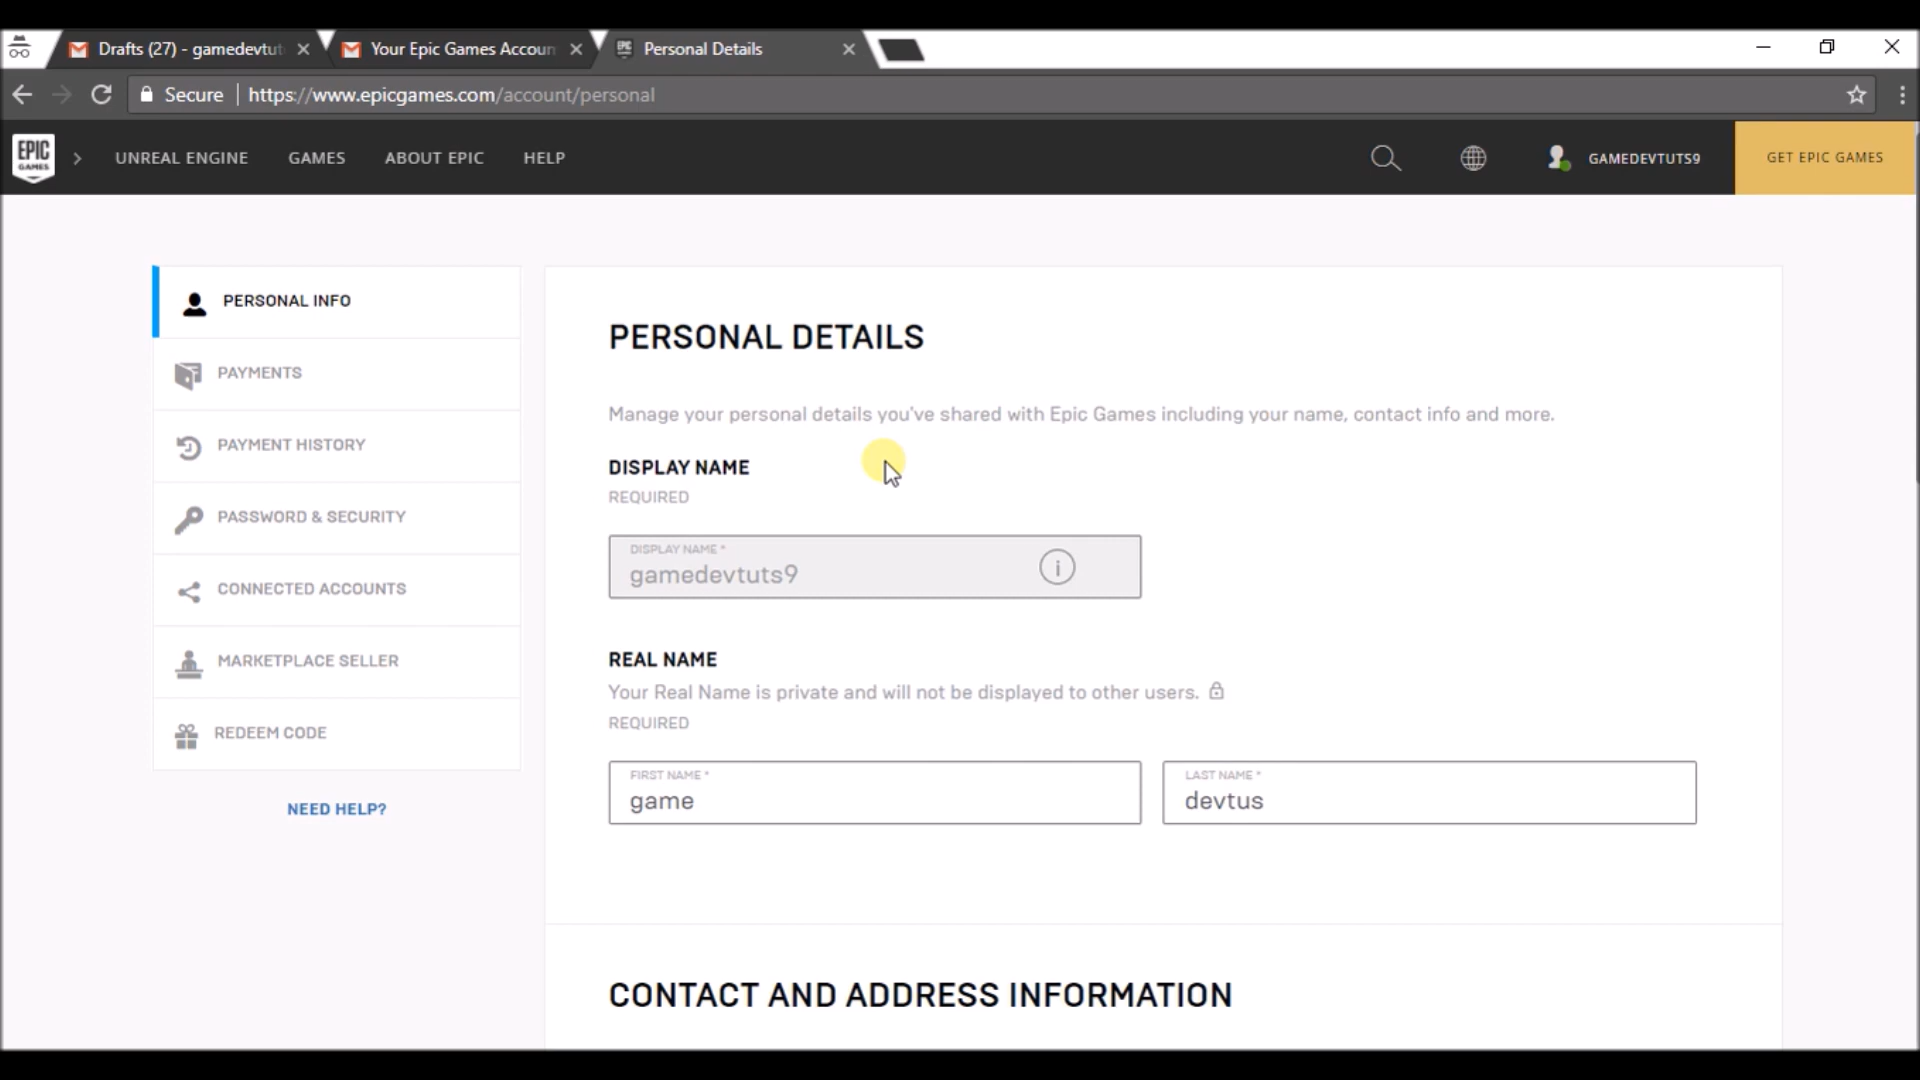 Drafts (27) - gamedevtut
Your Epic Games Accoun
Personal Details
Secure
https://www.epicgames.com/account/personal
EPIC GAMES
UNREAL ENGINE
GAMES
ABOUT EPIC
HELP
GAMEDEVTUTS9
GET EPIC GAMES
PERSONAL INFO
PAYMENTS
PAYMENT HISTORY
PASSWORD & SECURITY
CONNECTED ACCOUNTS
MARKETPLACE SELLER
REDEEM CODE
NEED HELP?
PERSONAL DETAILS
Manage your personal details you've shared with Epic Games including your name, contact info and more.
DISPLAY NAME
REQUIRED
DISPLAY NAME *
gamedevtuts9
REAL NAME
Your Real Name is private and will not be displayed to other users.
REQUIRED
FIRST NAME *
game
LAST NAME *
devtus
CONTACT AND ADDRESS INFORMATION